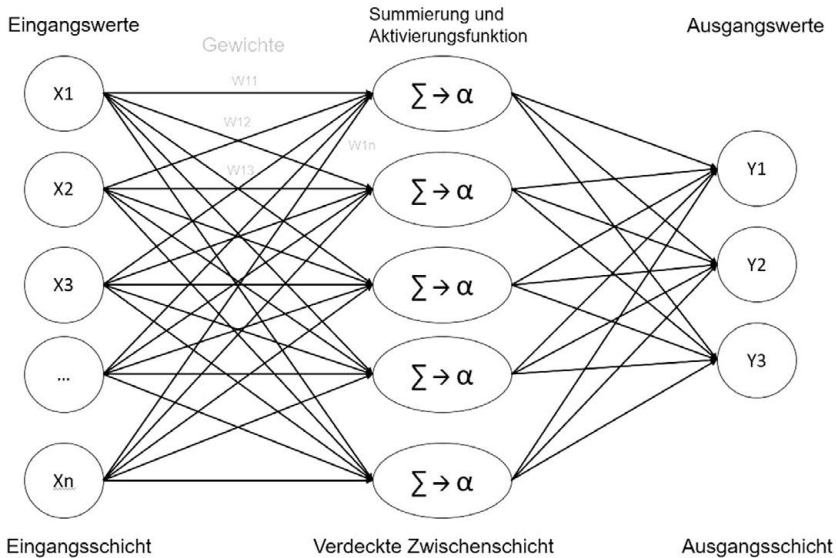 Eingangswerte
Gewichte
Summierung und
Aktivierungsfunktion
Ausgangswerte
X1
W11
∑ → α
W12
W1n
Y1
X2
W13
∑ → α
Y2
X3
∑ → α
Y3
...
∑ → α
Xn
∑ → α
Eingangsschicht
Verdeckte Zwischenschicht
Ausgangsschicht